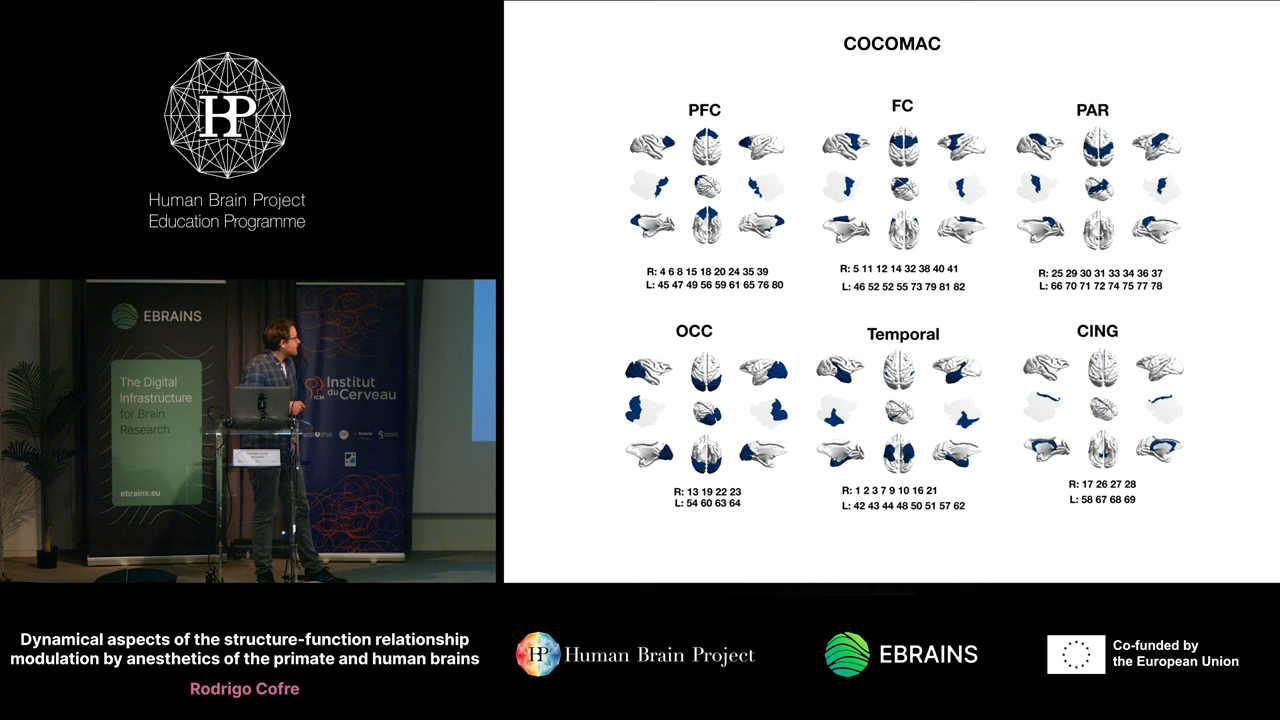 HP
Human Brain Project
Education Programme
EBRAINS
The Digital
Infrastructure
for Brain
Research
ebrains.eu
ICM
Institut
du Cerveau
COCOMAC
PFC
R: 4 6 8 15 18 20 24 35 39
L: 45 47 49 56 59 61 65 76 80
FC
R: 5 11 12 14 32 38 40 41
L: 46 52 52 55 73 79 81 82
PAR
R: 25 29 30 31 33 34 36 37
L: 66 70 71 72 74 75 77 78
OCC
R: 13 19 22 23
L: 54 60 63 64
Temporal
R: 1 2 3 7 9 10 16 21
L: 42 43 44 48 50 51 57 62
CING
R: 17 26 27 28
L: 58 67 68 69
Dynamical aspects of the structure-function relationship
modulation by anesthetics of the primate and human brains
Rodrigo Cofre
HP Human Brain Project
EBRAINS
Co-funded by
the European Union